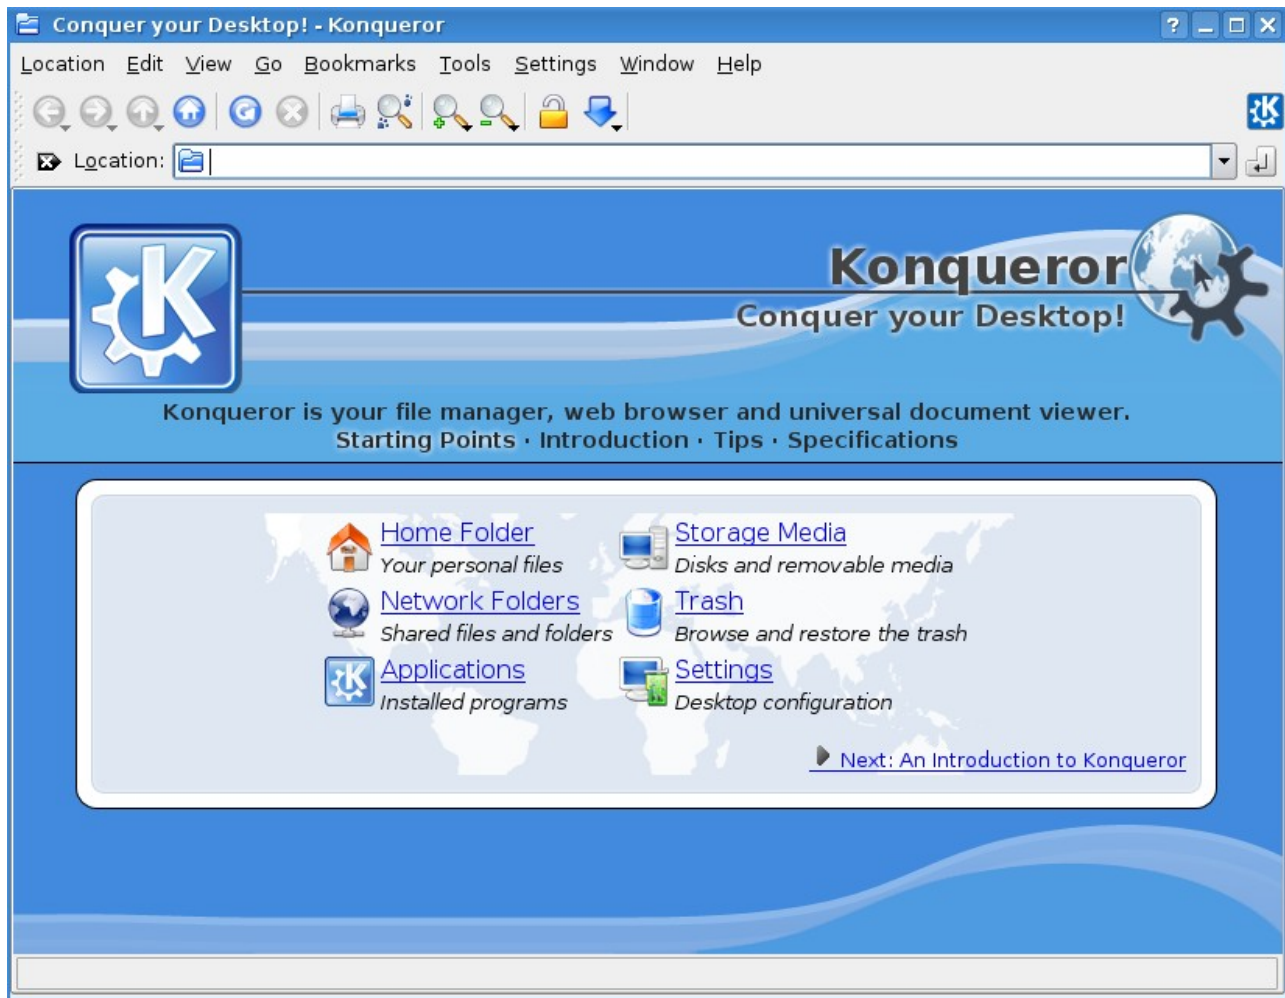 Conquer your Desktop! - Konqueror
Location Edit View Go Bookmarks Tools Settings Window Help
Location:
Konqueror
Conquer your Desktop!
Konqueror is your file manager, web browser and universal document viewer.
Starting Points · Introduction · Tips · Specifications
Home Folder
Your personal files
Storage Media
Disks and removable media
Network Folders
Shared files and folders
Trash
Browse and restore the trash
Applications
Installed programs
Settings
Desktop configuration
Next: An Introduction to Konqueror